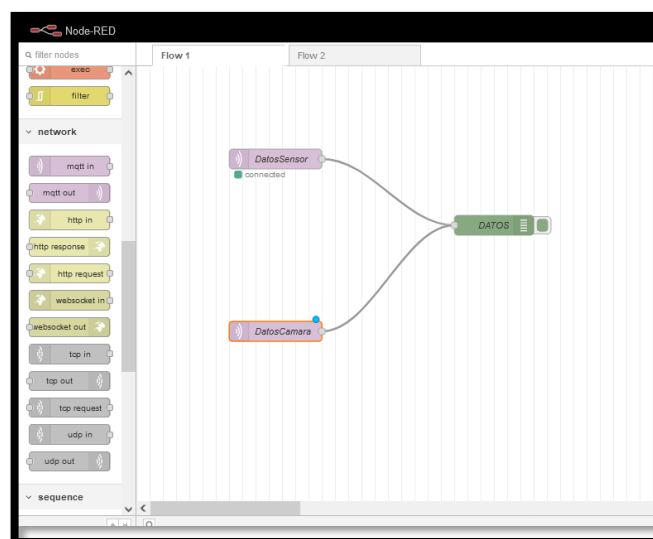 Node-RED
filter nodes
Flow 1
Flow 2
exec
filter
network
mqtt in
mqtt out
http in
http response
http request
websocket in
websocket out
tcp in
tcp out
tcp request
udp in
udp out
sequence
DatosSensor
connected
DATOS
DatosCamara